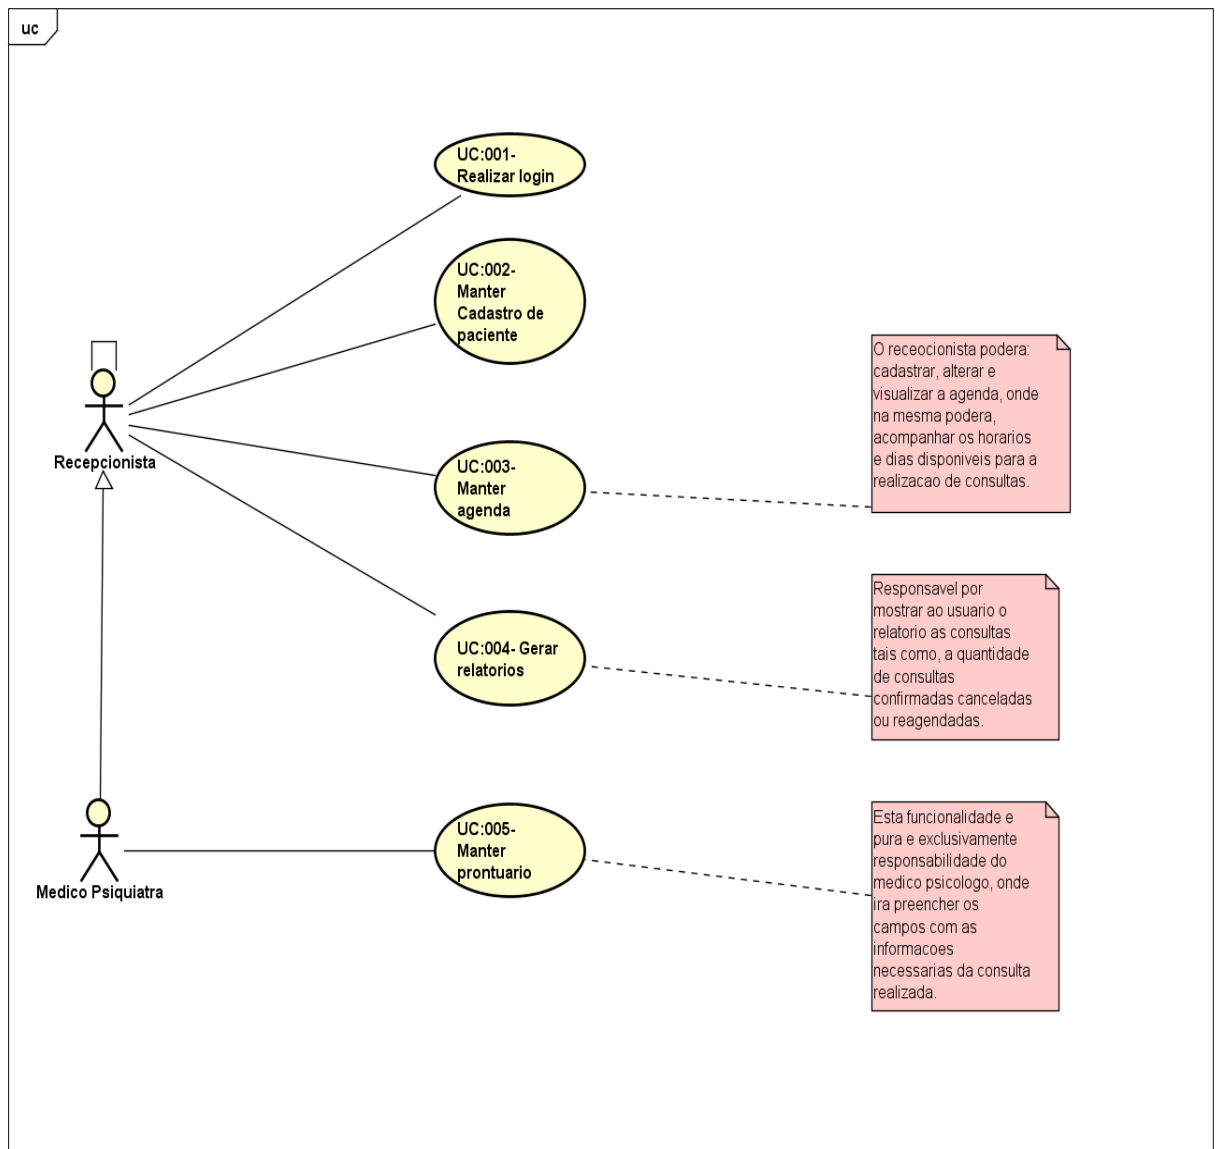 uc
UC:001-
Realizar login
UC:002-
Manter
Cadastro de
paciente
Recepcionista
UC:003-
Manter
agenda
O receocionista podera:
cadastrar, alterar e
visualizar a agenda, onde
na mesma podera,
acompanhar os horarios
e dias disponiveis para a
realizacao de consultas.
UC:004- Gerar
relatorios
Responsavel por
mostrar ao usuario o
relatorio as consultas
tais como, a quantidade
de consultas
confirmadas canceladas
ou reagendadas.
Medico Psiquiatra
UC:005-
Manter
prontuario
Esta funcionalidade e
pura e exclusivamente
responsabilidade do
medico psicologo, onde
ira preencher os
campos com as
informacoes
necessarias da consulta
realizada.